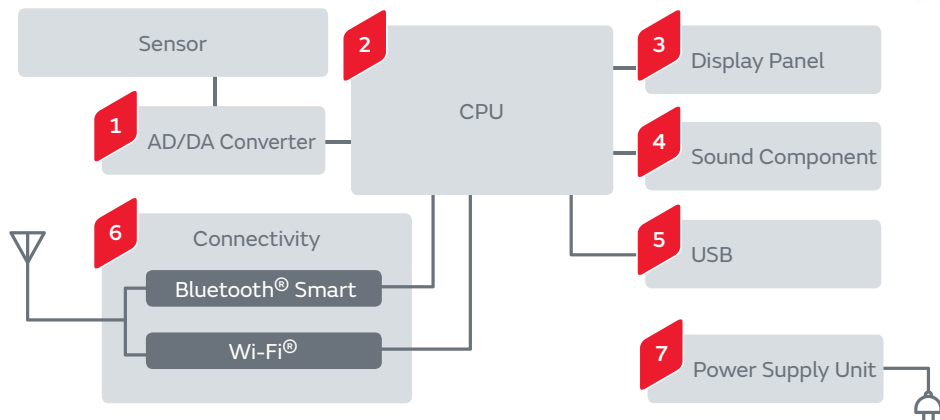 Sensor
1
AD/DA Converter
2
CPU
3
Display Panel
4
Sound Component
5
USB
6
Connectivity
Bluetooth® Smart
Wi-Fi®
7
Power Supply Unit